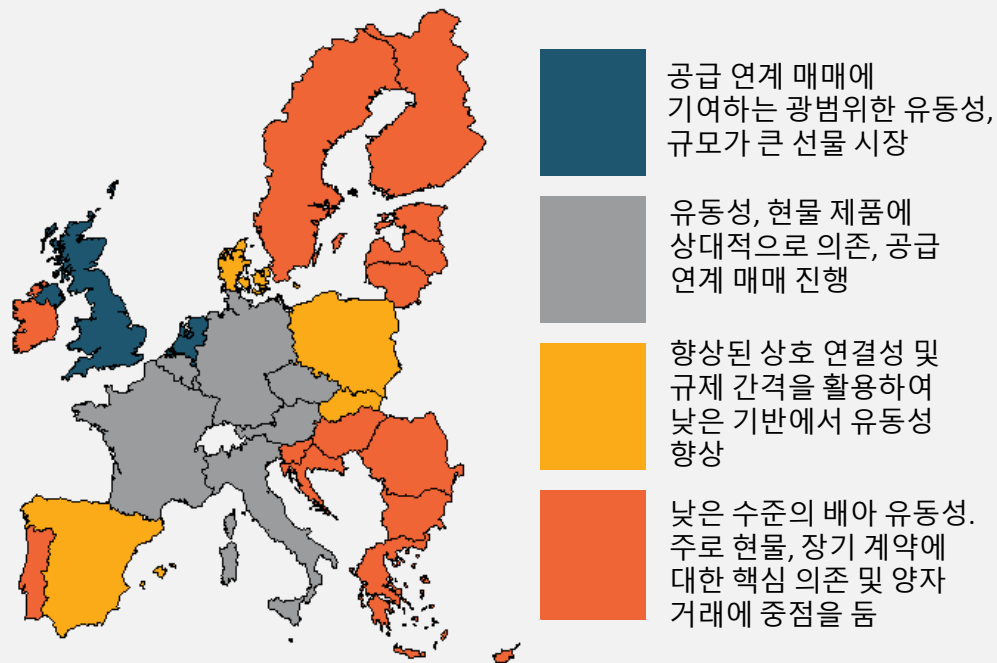 공급 연계 매매에
기여하는 광범위한 유동성,
규모가 큰 선물 시장
유동성, 현물 제품에
상대적으로 의존, 공급
연계 매매 진행
향상된 상호 연결성 및
규제 간격을 활용하여
낮은 기반에서 유동성
향상
낮은 수준의 배아 유동성.
주로 현물, 장기 계약에
대한 핵심 의존 및 양자
거래에 중점을 둠